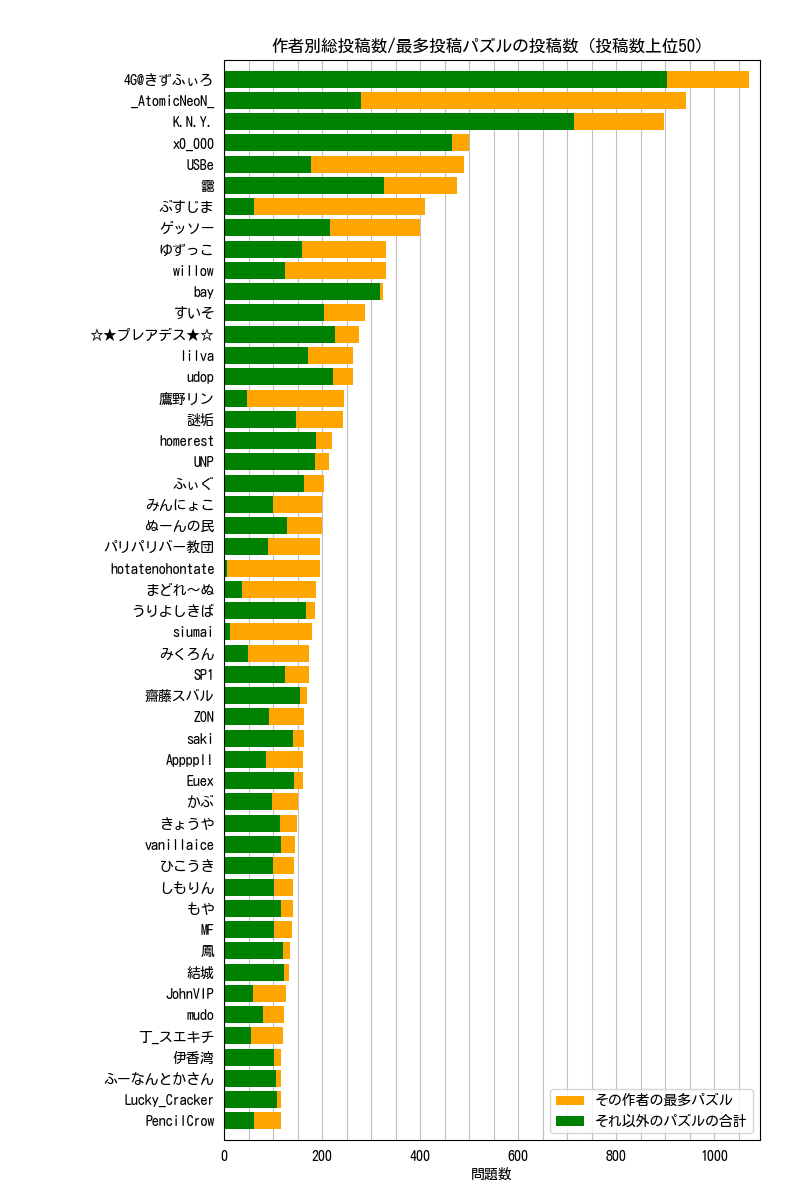 作者別総投稿数/最多投稿パズルの投稿数 (投稿数上位50)
4G@きずふぃろ
_AtomicNeoN_
K.N.Y.
x0_000
USBe
ぶすじま
ゲッソー
ゆずっこ
willow
bay
すいそ
☆★プレアデス★☆
lilva
udop
鷹野リン
謎垢
homerest
UNP
ふぃぐ
みんにょこ
ぬーんの民
パリパリバー教団
hotatenohontate
まどれ～ぬ
うりよしきば
siumai
みくろん
SP1
齋藤スバル
ZON
saki
Appppll
Euex
かぶ
きょうや
vanillaice
ひこうき
しもりん
もや
MF
鳳
結城
JohnVIP
mudo
丁_スエキチ
伊香湾
ふーなんとかさん
Lucky_Cracker
PencilCrow
その作者の最多パズル
それ以外のパズルの合計
0 200 400 600 800 1000
問題数